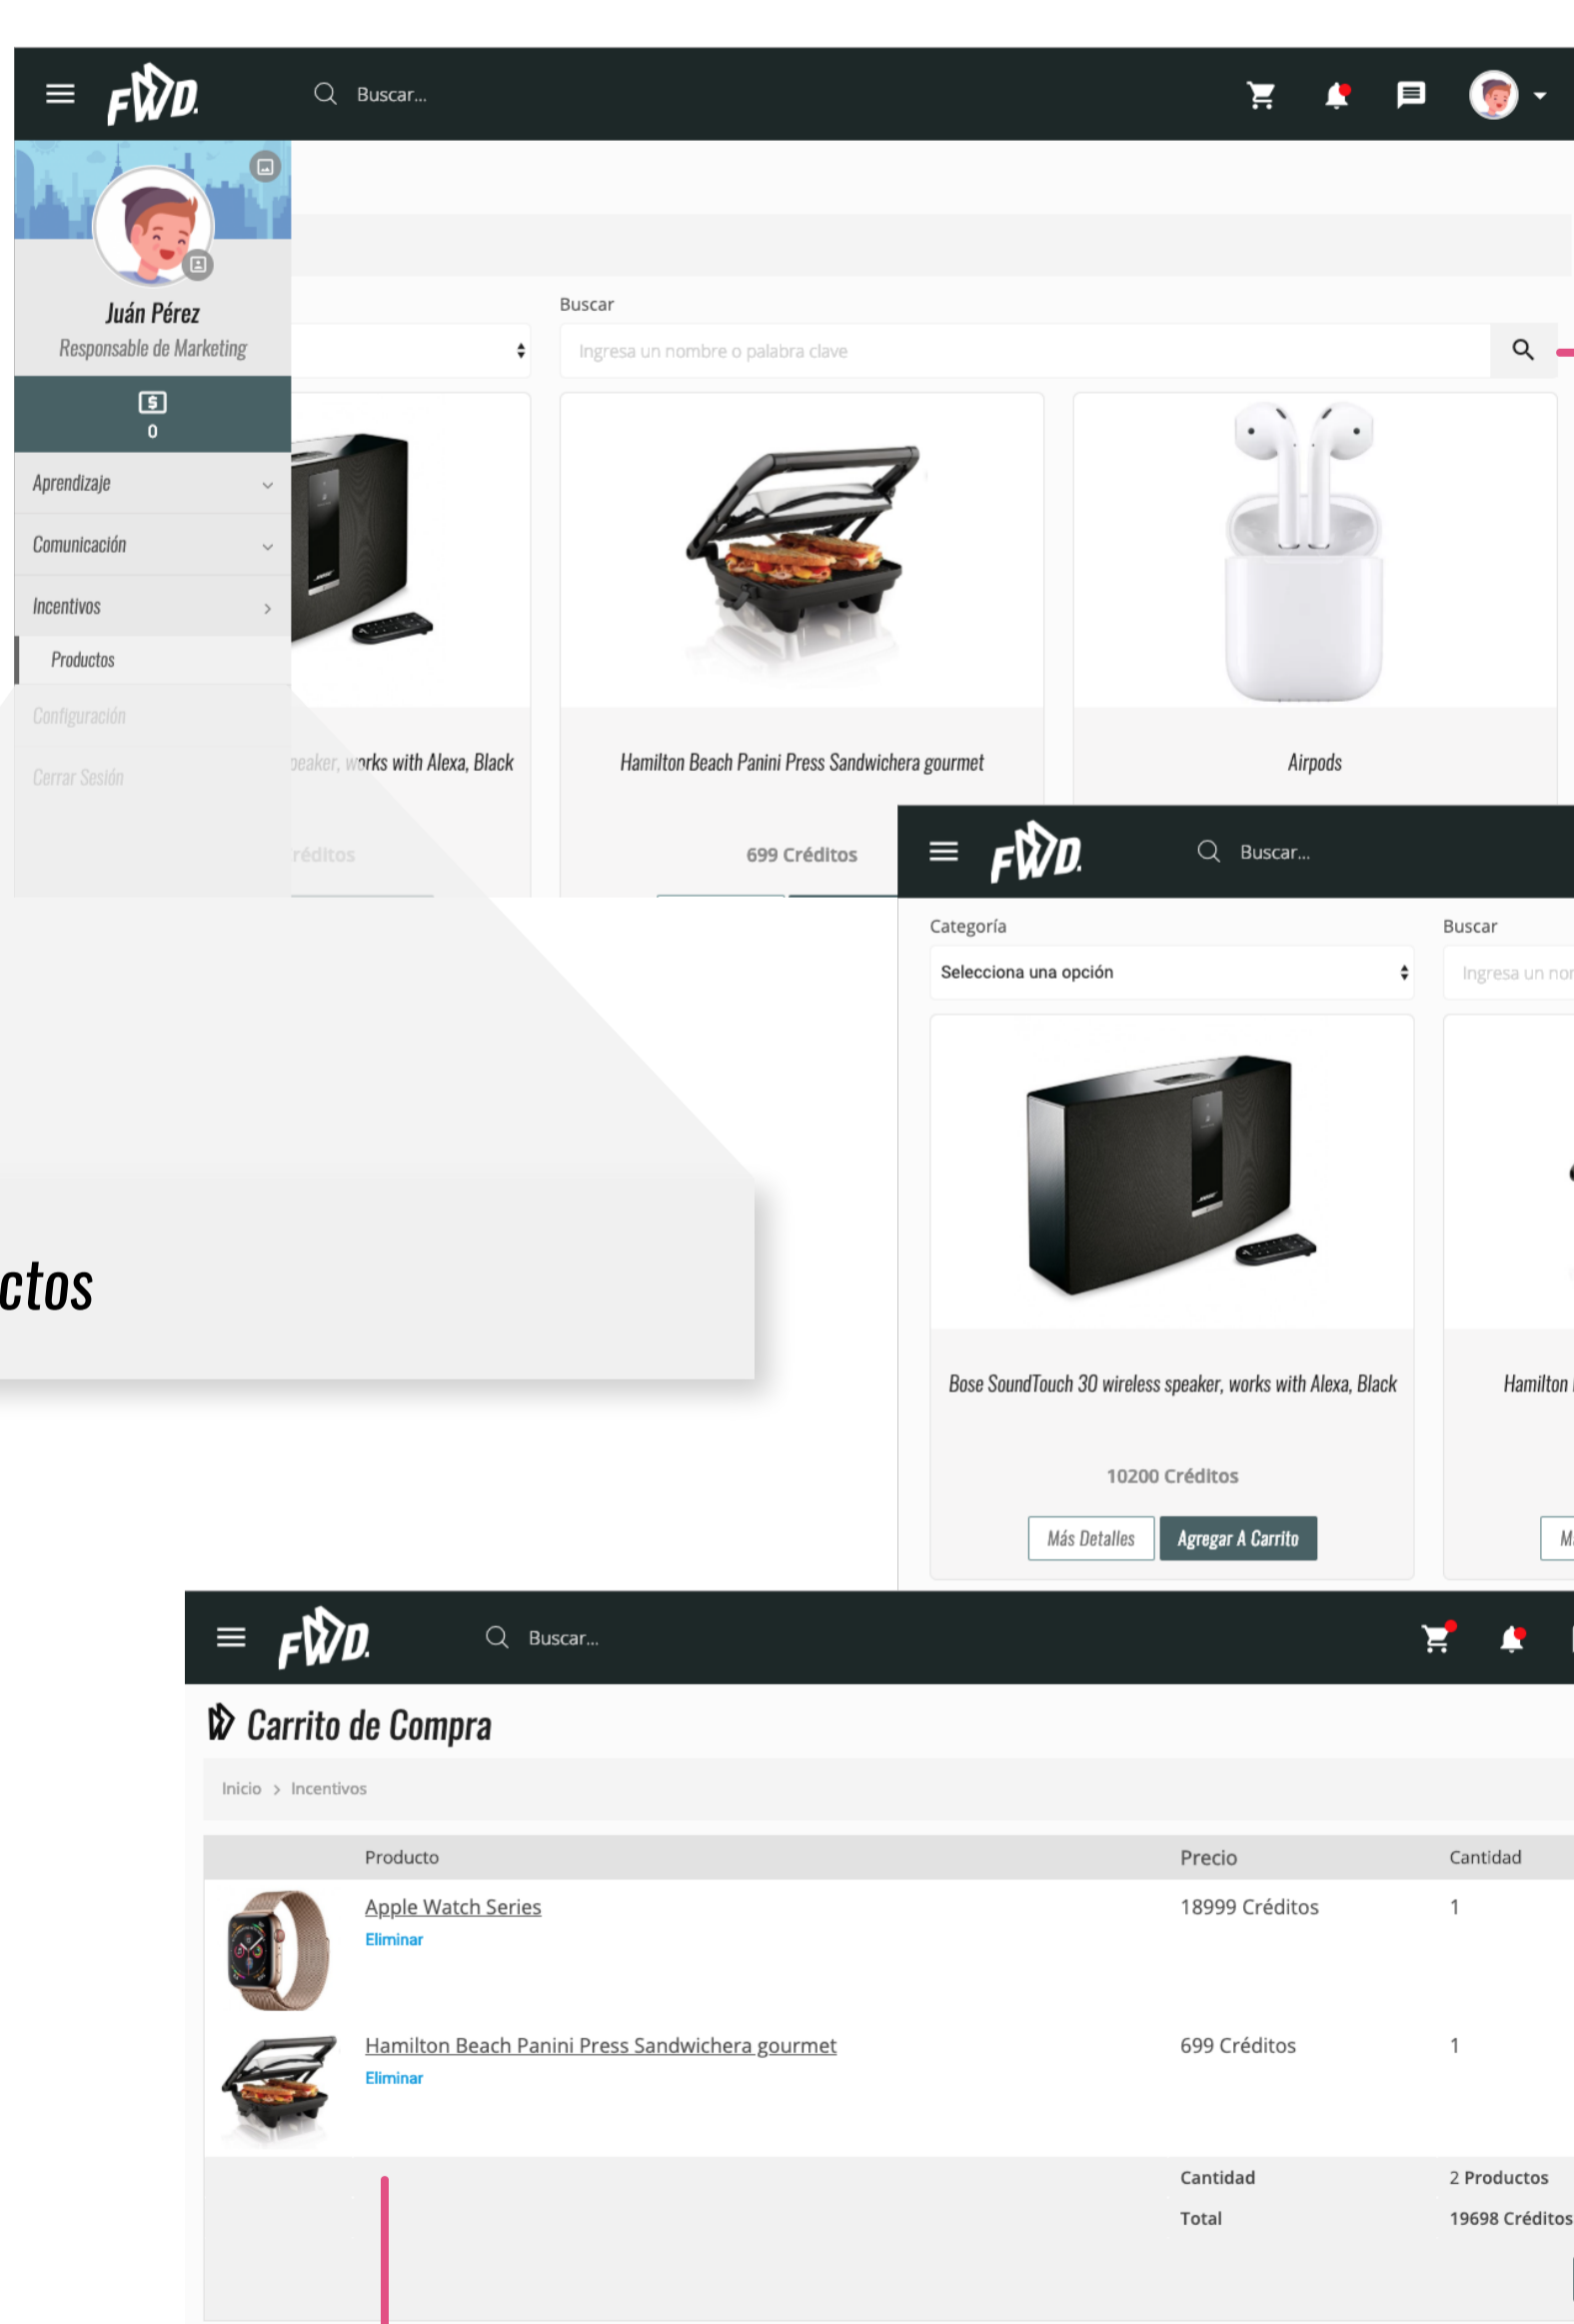 FWD.
Buscar...
Juán Pérez
Responsable de Marketing
0
Aprendizaje
Comunicación
Incentivos
Productos
Configuración
Cerrar Sesión
Buscar
Ingresa un nombre o palabra clave
works with Alexa, Black
Hamilton Beach Panini Press Sandwichera gourmet
699 Créditos
Airpods
ctos
FWD.
Buscar...
Categoría
Buscar
Selecciona una opción
Ingresa un
BOSE
Bose SoundTouch 30 wireless speaker, works with Alexa, Black
Hamilton
10200 Créditos
Más Detalles
Agregar A Carrito
FWD.
Buscar...
Carrito de Compra
Inicio > Incentivos
Producto Precio Cantidad
Apple Watch Series 18999 Créditos 1
Eliminar
Hamilton Beach Panini Press Sandwichera gourmet 699 Créditos 1
Eliminar
Cantidad 2 Productos
Total 19698 Créditos